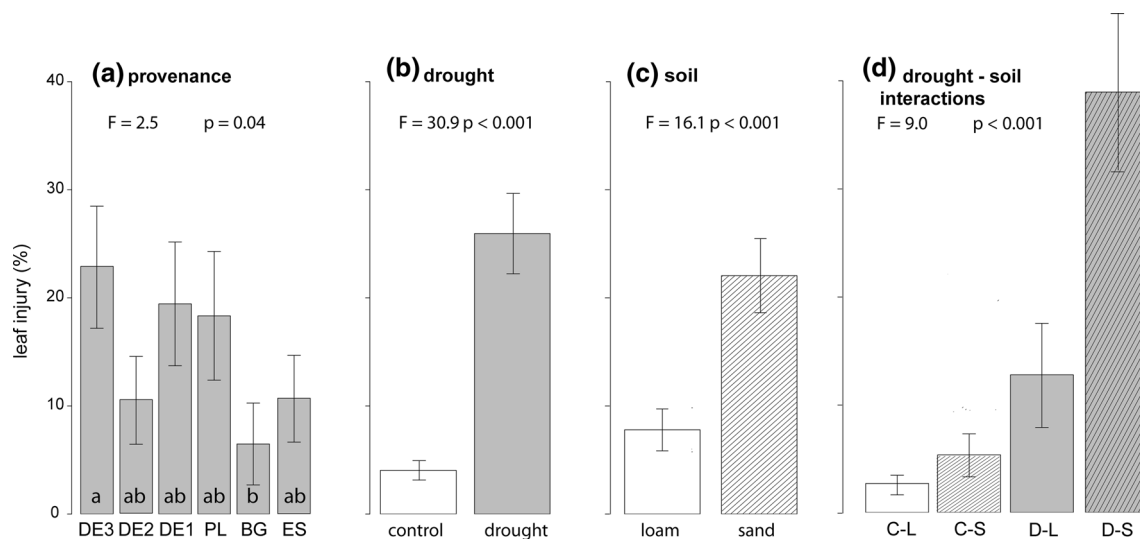 (a) provenance
F = 2.5 p = 0.04
(b) drought
F = 30.9 p < 0.001
(c) soil
F = 16.1 p < 0.001
(d) drought - soil
interactions
F = 9.0 p < 0.001
leaf injury (%)
40
30
20
10
0
a ab ab ab b ab
DE3 DE2 DE1 PL BG ES
control drought
loam sand
C-L C-S D-L D-S